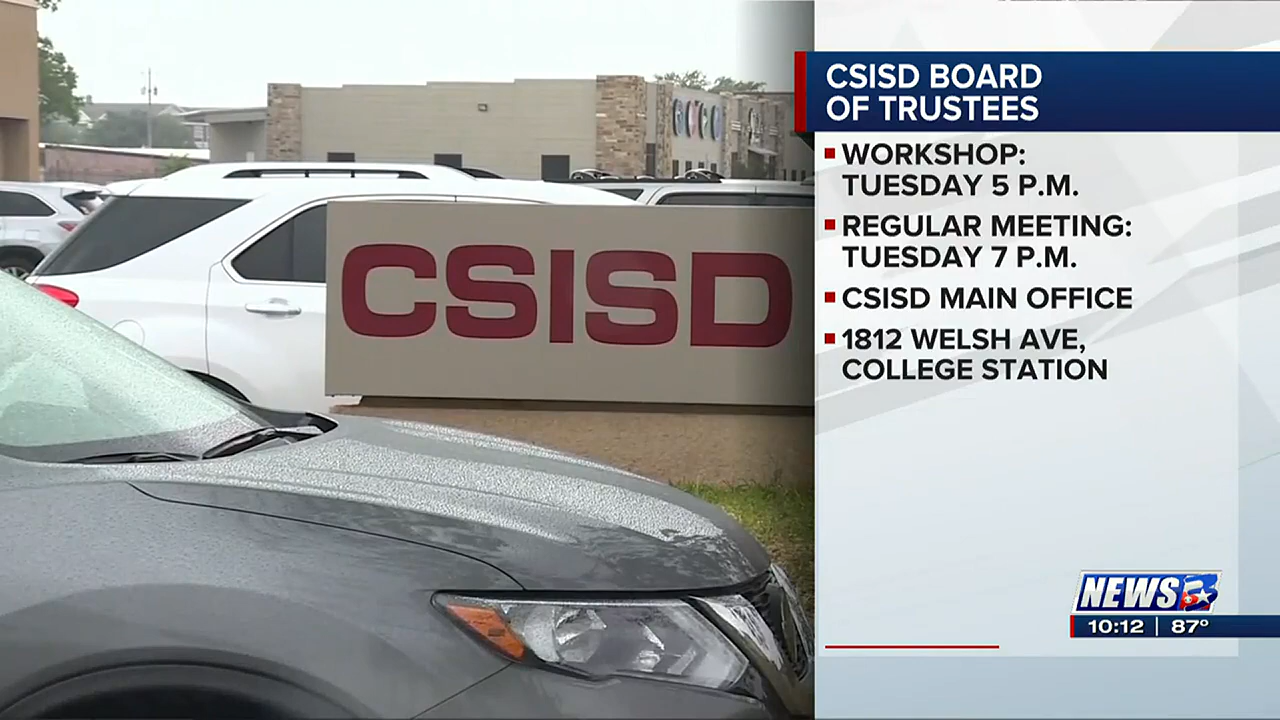 CSISD
CSISD BOARD
OF TRUSTEES
WORKSHOP:
TUESDAY 5 P.M.
REGULAR MEETING:
TUESDAY 7 P.M.
CSISD MAIN OFFICE
1812 WELSH AVE,
COLLEGE STATION
NEWS 3
10:12 | 87°